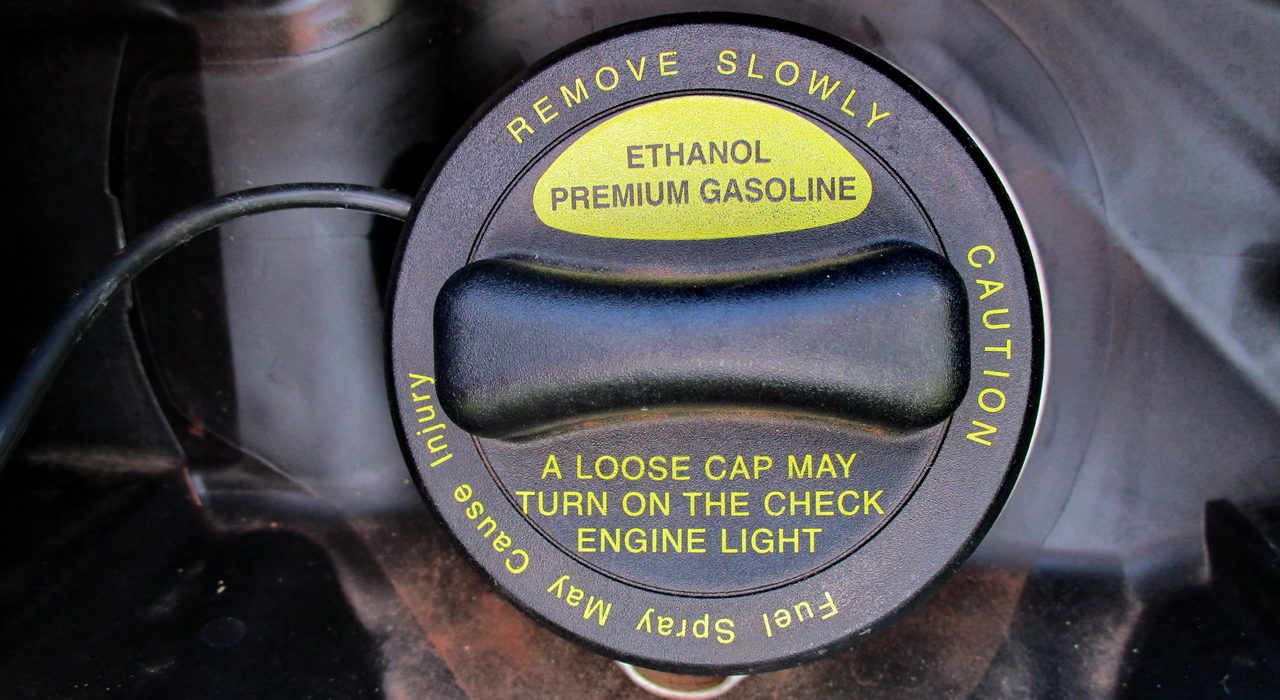 REMOVE SLOWLY
ETHANOL
PREMIUM GASOLINE
CAUTION
A LOOSE CAP MAY
TURN ON THE CHECK
ENGINE LIGHT
Fuel Spray May Cause Injury